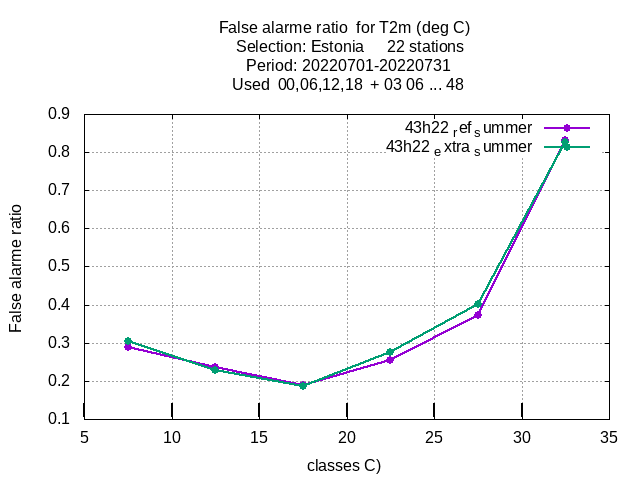 False alarme ratio  for T2m (deg C)
Selection: Estonia     22 stations
Period: 20220701-20220731
Used  00,06,12,18  + 03 06 ... 48
43h22 ref summer
43h22 extra summer
0.9
0.8
0.7
0.6
0.5
0.4
0.3
0.2
0.1
False alarme ratio
5 10 15 20 25 30 35
classes C)